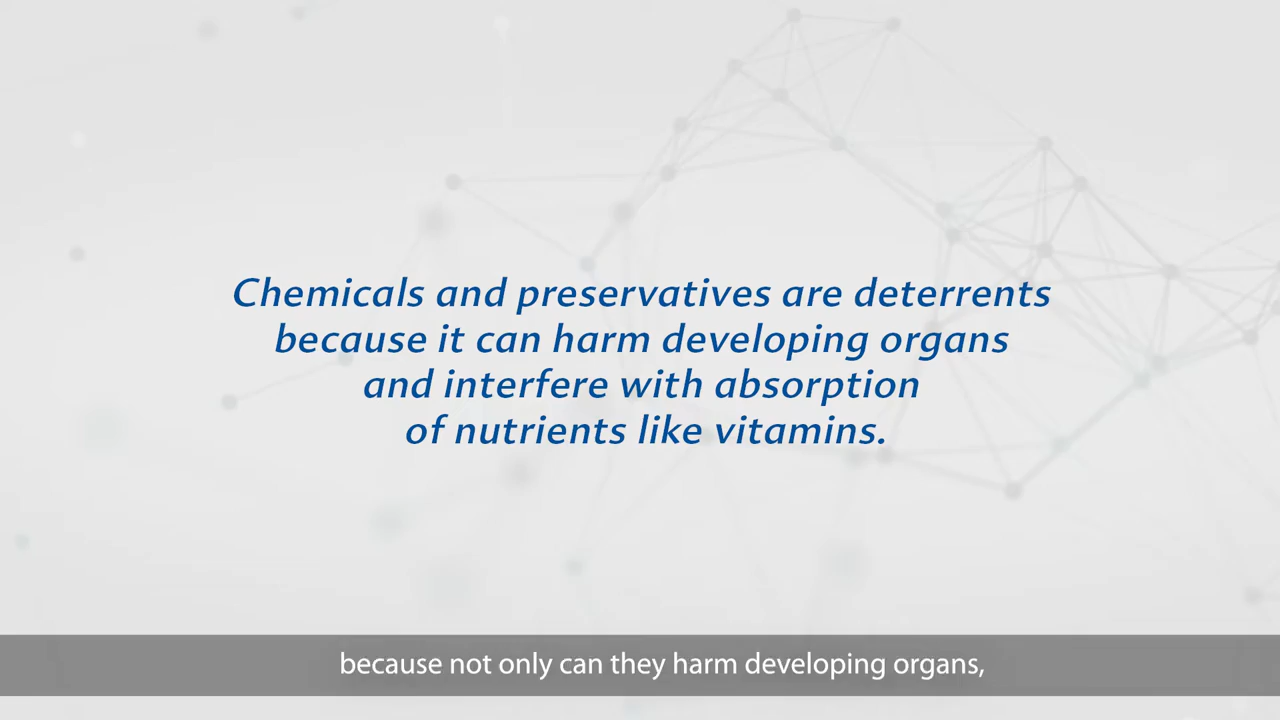 Chemicals and preservatives are deterrents
because it can harm developing organs
and interfere with absorption
of nutrients like vitamins.
because not only can they harm developing organs,